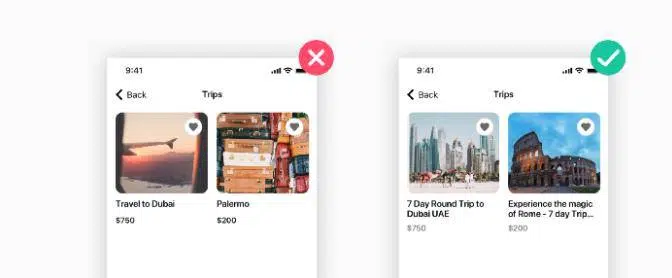 9:41
Back
Trips
Travel to Dubai
$750
Palermo
$200
9:41
Back
Trips
7 Day Round Trip to
Dubai UAE
$750
Experience the magic
of Rome - 7 day Trip...
$200